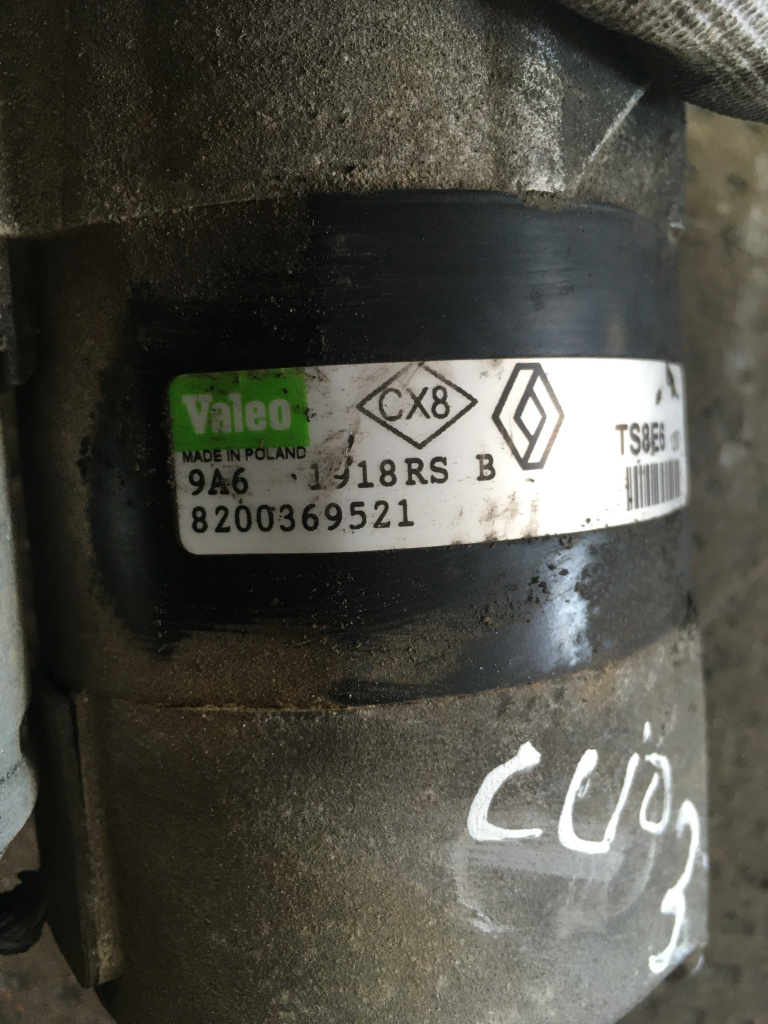 Valeo
MADE IN POLAND
CX8
TS8E6
9A6 1918RS B
8200369521
CLIO
3